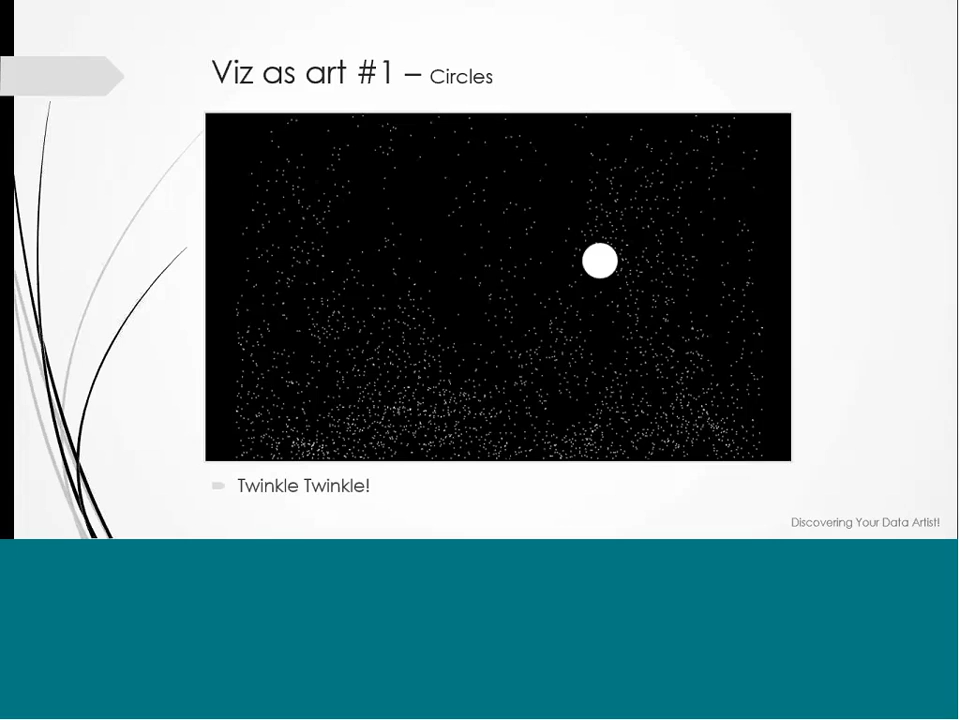 Viz as art #1 – Circles
Twinkle Twinkle!
Discovering Your Data Artist!